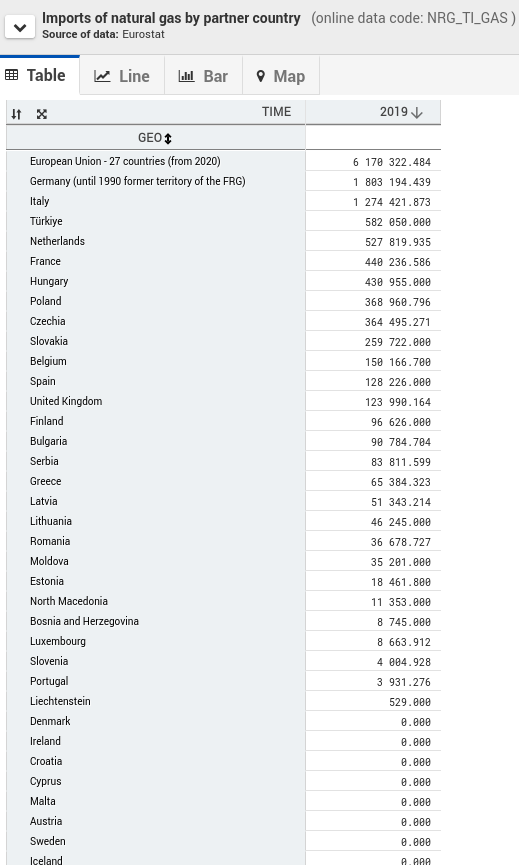 Imports of natural gas by partner country (online data code: NRG_TI_GAS )
Source of data: Eurostat
Table Line Bar Map
TIME 2019
GEO
European Union - 27 countries (from 2020) 6 170 322.484
Germany (until 1990 former territory of the FRG) 1 803 194.439
Italy 1 274 421.873
Türkiye 582 050.000
Netherlands 527 819.935
France 440 236.586
Hungary 430 955.000
Poland 368 960.796
Czechia 364 495.271
Slovakia 259 722.000
Belgium 150 166.700
Spain 128 226.000
United Kingdom 123 990.164
Finland 96 626.000
Bulgaria 90 784.704
Serbia 83 811.599
Greece 65 384.323
Latvia 51 343.214
Lithuania 46 245.000
Romania 36 678.727
Moldova 35 201.000
Estonia 18 461.800
North Macedonia 11 353.000
Bosnia and Herzegovina 8 745.000
Luxembourg 8 663.912
Slovenia 4 004.928
Portugal 3 931.276
Liechtenstein 529.000
Denmark 0.000
Ireland 0.000
Croatia 0.000
Cyprus 0.000
Malta 0.000
Austria 0.000
Sweden 0.000
Iceland 0.000